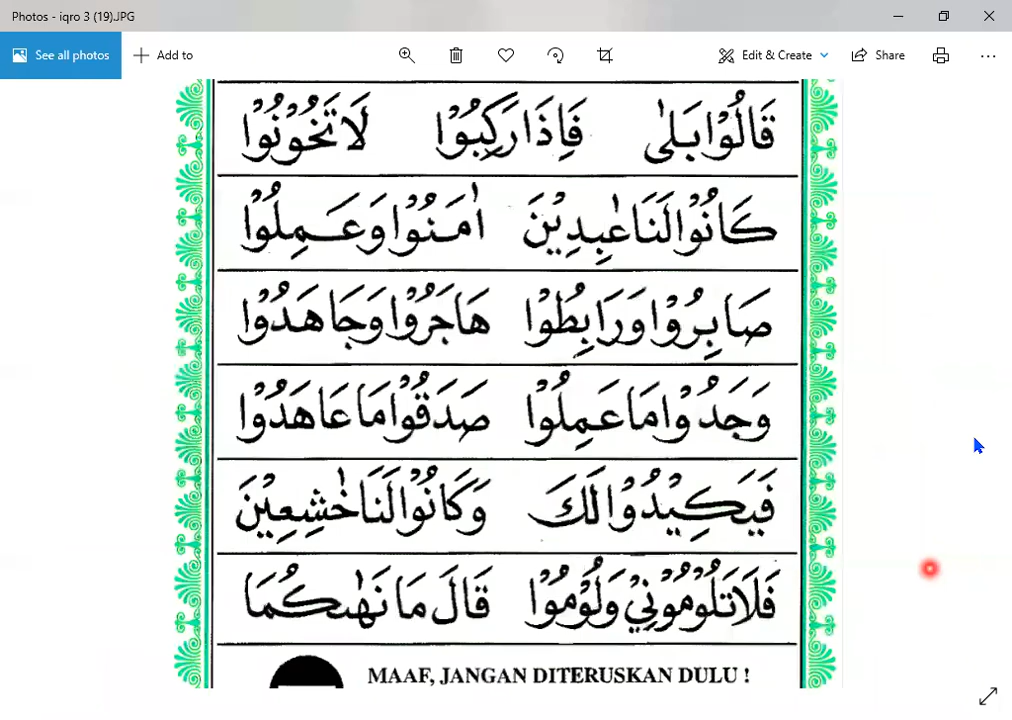 Photos - iqro 3 (19).JPG
See all photos
Add to
Edit & Create
Share
قَالُوْا بَلٰى فَإِذَا رَكِبُوْا لَا تَخُوْنُوْا
كَانُوْا لَنَا عٰبِدِيْنَ اٰمَنُوْا وَعَمِلُوْا
صَابِرُوْا وَرَابِطُوْا هَاجَرُوْا وَجَاهَدُوْا
وَجَدُوْا مَا عَمِلُوْا صَدَقُوْا مَا عَاهَدُوْا
فَيَكِيْدُوْا لَكَ وَكَانُوْا لَنَا خٰشِعِيْنَ
فَلَا تَلُوْمُوْنِيْ وَلُوْمُوْا قَالَ مَا نَهٰىكُمَا
MAAF, JANGAN DITERUSKAN DULU !